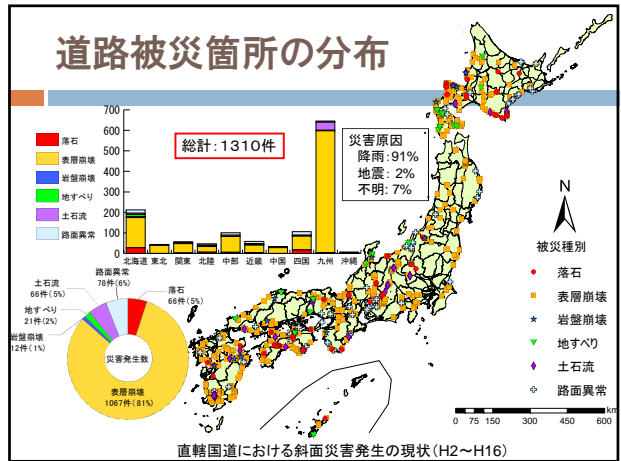 道路被災箇所の分布
700
600
500
400
300
200
100
0
落石
表層崩壊
岩盤崩壊
地すべり
土石流
路面異常
総計：1310件
災害原因
降雨：91%
地震： 2%
不明： 7%
北海道 東北 関東 北陸 中部 近畿 中国 四国 九州 沖縄
路面異常
78件(6%)
土石流
66件(5%)
落石
66件(5%)
地すべり
21件(2%)
岩盤崩壊
12件(1%)
災害発生数
表層崩壊
1067件(81%)
N
被災種別
落石
表層崩壊
岩盤崩壊
地すべり
土石流
路面異常
km
0 75 150 300 450 600
直轄国道における斜面災害発生の現状(H2～H16)